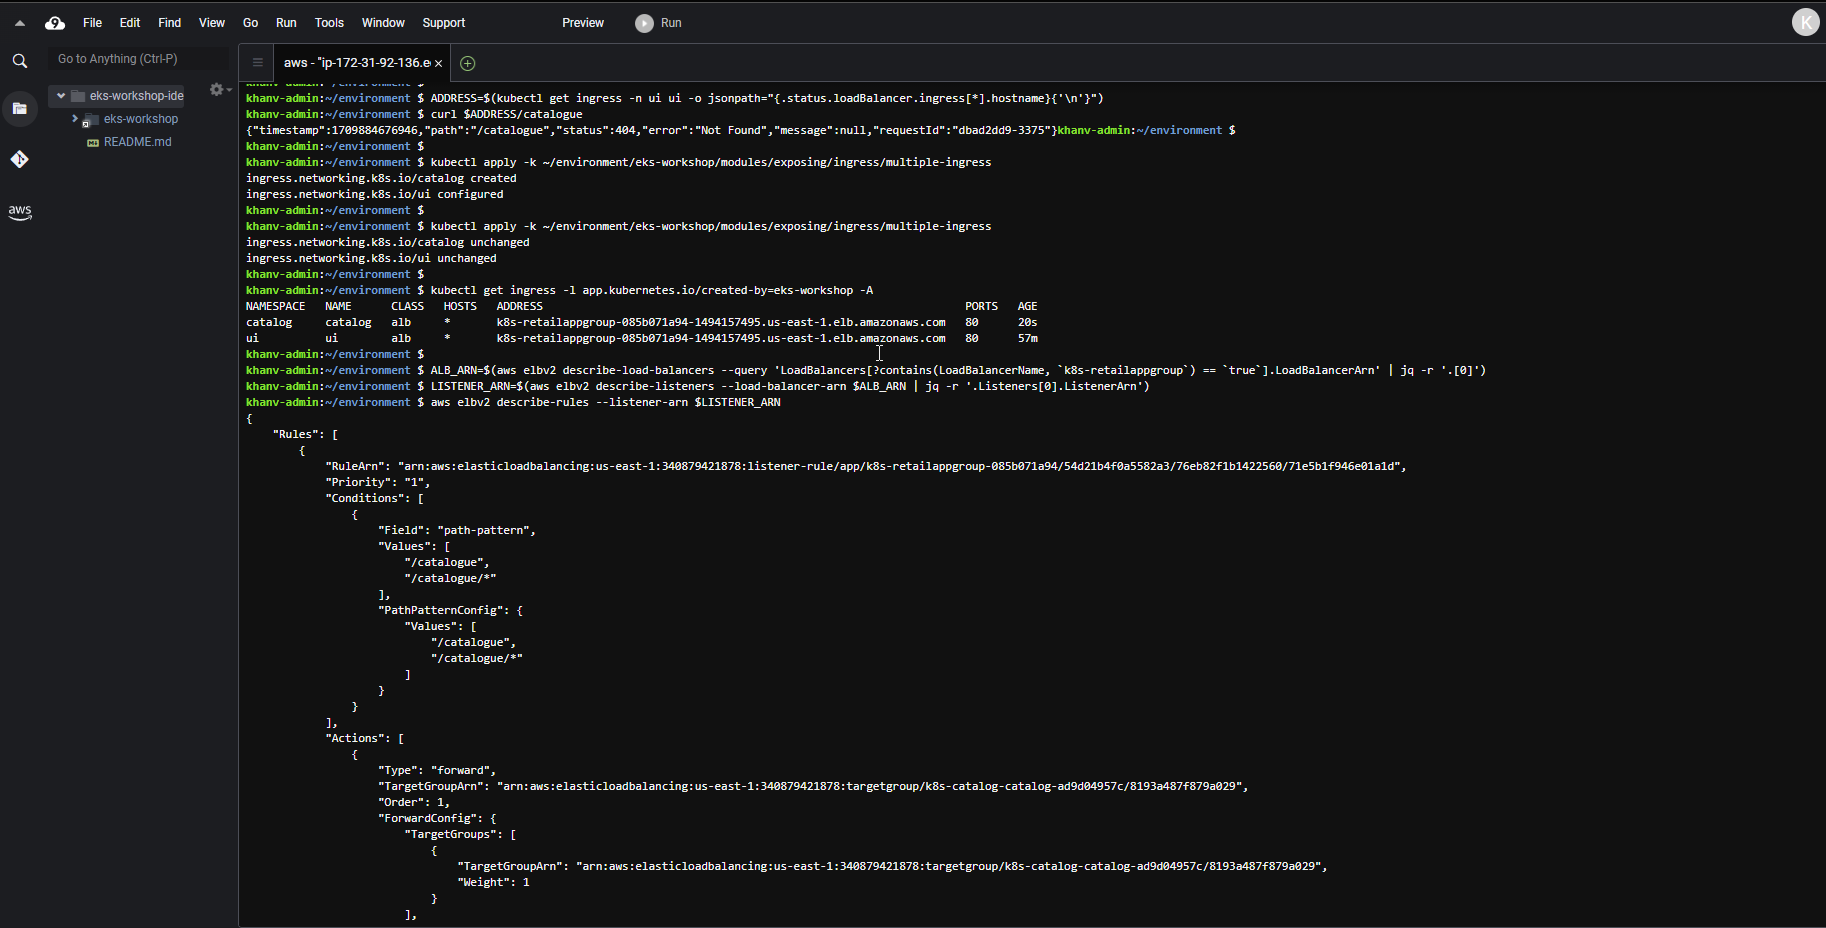 File Edit Find View Go Run Tools Window Support Preview Run K
Go to Anything (Ctrl-P)
aws - "ip-172-31-92-136.e
eks-workshop-ide
eks-workshop
README.md
aws
khanv-admin:~/environment $
khanv-admin:~/environment $ ADDRESS=$(kubectl get ingress -n ui ui -o jsonpath="{.status.loadBalancer.ingress[*].hostname}{'\n'}")
khanv-admin:~/environment $ curl $ADDRESS/catalogue
{"timestamp":1709884676946,"path":"/catalogue","status":404,"error":"Not Found","message":null,"requestId":"dbad2dd9-3375"}khanv-admin:~/environment $
khanv-admin:~/environment $
khanv-admin:~/environment $ kubectl apply -k ~/environment/eks-workshop/modules/exposing/ingress/multiple-ingress
ingress.networking.k8s.io/catalog created
ingress.networking.k8s.io/ui configured
khanv-admin:~/environment $
khanv-admin:~/environment $ kubectl apply -k ~/environment/eks-workshop/modules/exposing/ingress/multiple-ingress
ingress.networking.k8s.io/catalog unchanged
ingress.networking.k8s.io/ui unchanged
khanv-admin:~/environment $
khanv-admin:~/environment $ kubectl get ingress -l app.kubernetes.io/created-by=eks-workshop -A
NAMESPACE NAME CLASS HOSTS ADDRESS PORTS AGE
catalog catalog alb * k8s-retailappgroup-085b071a94-1494157495.us-east-1.elb.amazonaws.com 80 20s
ui ui alb * k8s-retailappgroup-085b071a94-1494157495.us-east-1.elb.amazonaws.com 80 57m
khanv-admin:~/environment $
khanv-admin:~/environment $ ALB_ARN=$(aws elbv2 describe-load-balancers --query 'LoadBalancers[?contains(LoadBalancerName, `k8s-retailappgroup`) == `true`].LoadBalancerArn' | jq -r '.[0]')
khanv-admin:~/environment $ LISTENER_ARN=$(aws elbv2 describe-listeners --load-balancer-arn $ALB_ARN | jq -r '.Listeners[0].ListenerArn')
khanv-admin:~/environment $ aws elbv2 describe-rules --listener-arn $LISTENER_ARN
{
"Rules": [
{
"RuleArn": "arn:aws:elasticloadbalancing:us-east-1:340879421878:listener-rule/app/k8s-retailappgroup-085b071a94/54d21b4f0a5582a3/76eb82f1b1422560/71e5b1f946e01a1d",
"Priority": "1",
"Conditions": [
{
"Field": "path-pattern",
"Values": [
"/catalogue",
"/catalogue/*"
],
"PathPatternConfig": {
"Values": [
"/catalogue",
"/catalogue/*"
]
}
}
],
"Actions": [
{
"Type": "forward",
"TargetGroupArn": "arn:aws:elasticloadbalancing:us-east-1:340879421878:targetgroup/k8s-catalog-catalog-ad9d04957c/8193a487f879a029",
"Order": 1,
"ForwardConfig": {
"TargetGroups": [
{
"TargetGroupArn": "arn:aws:elasticloadbalancing:us-east-1:340879421878:targetgroup/k8s-catalog-catalog-ad9d04957c/8193a487f879a029",
"Weight": 1
}
],